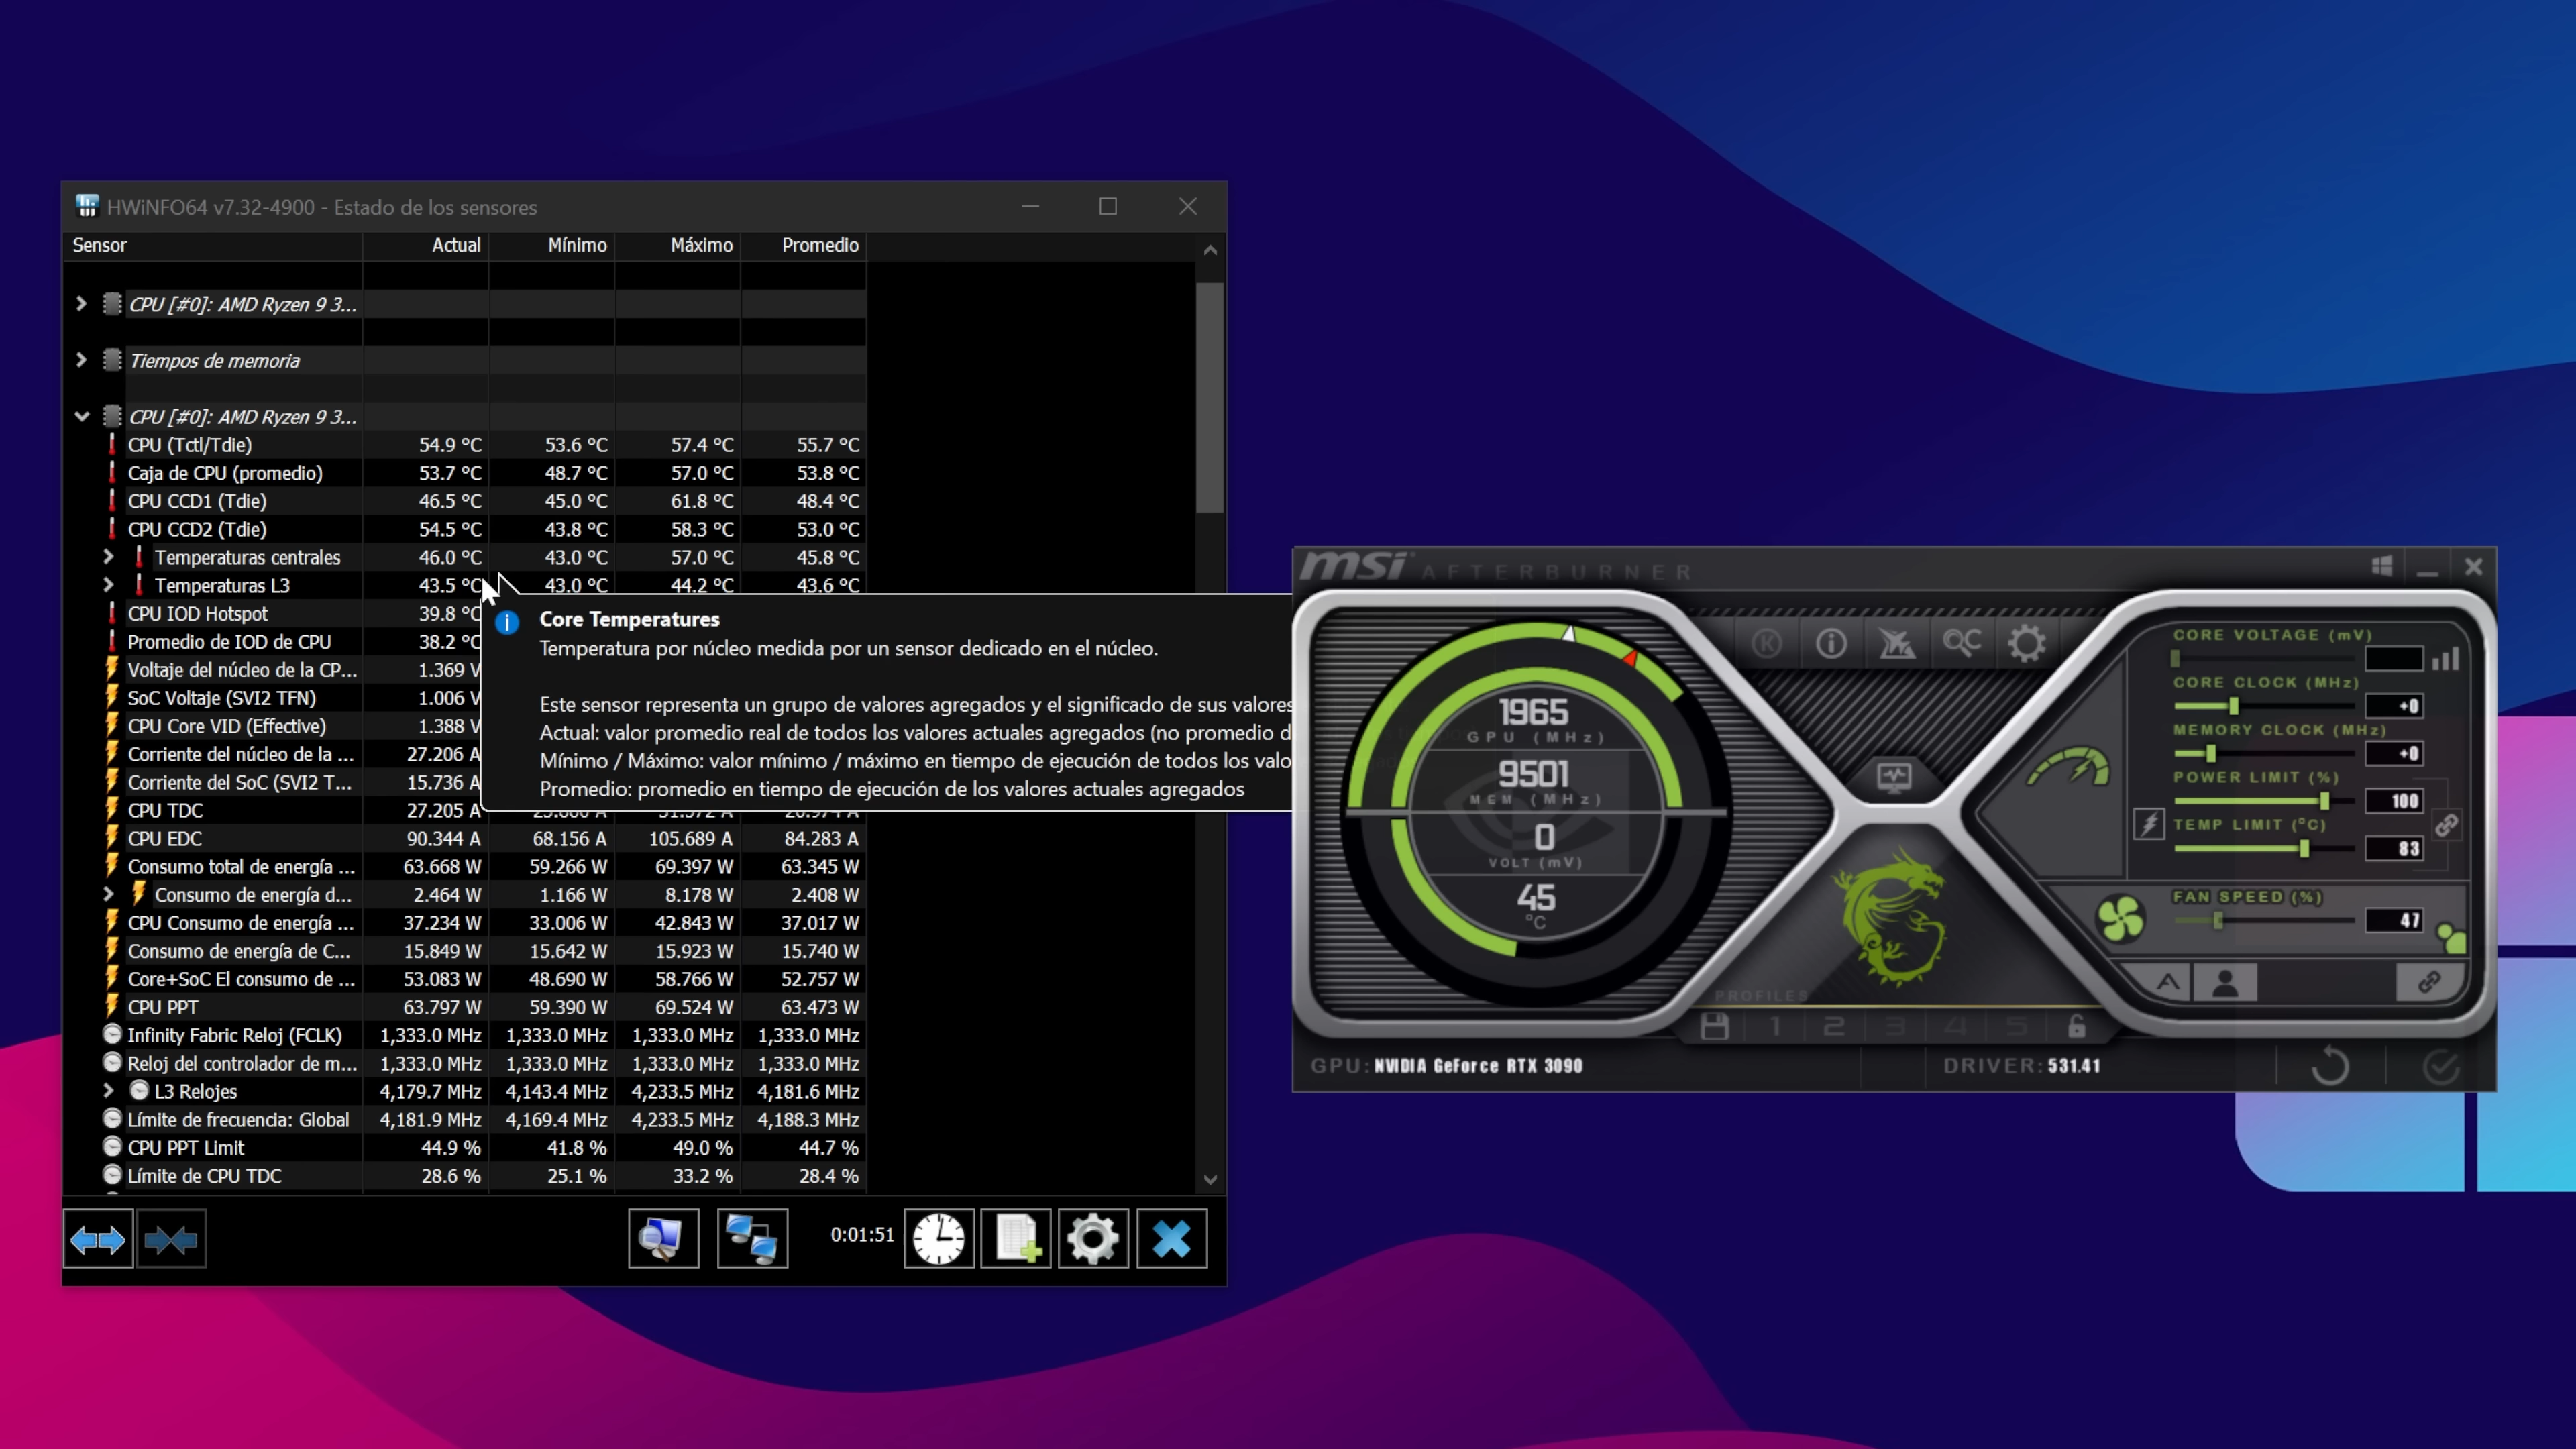 HWiNFO64 v7.32-4900 - Estado de los sensores
Sensor Actual Mínimo Máximo Promedio
CPU [#0]: AMD Ryzen 9 3...
Tiempos de memoria
CPU [#0]: AMD Ryzen 9 3...
CPU (Tctl/Tdie) 54.9 °C 53.6 °C 57.4 °C 55.7 °C
Caja de CPU (promedio) 53.7 °C 48.7 °C 57.0 °C 53.8 °C
CPU CCD1 (Tdie) 46.5 °C 45.0 °C 61.8 °C 48.4 °C
CPU CCD2 (Tdie) 54.5 °C 43.8 °C 58.3 °C 53.0 °C
Temperaturas centrales 46.0 °C 43.0 °C 57.0 °C 45.8 °C
Temperaturas L3 43.5 °C 43.0 °C 44.2 °C 43.6 °C
CPU IOD Hotspot 39.8 °C
Promedio de IOD de CPU 38.2 °C
Voltaje del núcleo de la CP... 1.369 V
SoC Voltaje (SVI2 TFN) 1.006 V
CPU Core VID (Effective) 1.388 V
Corriente del núcleo de la ... 27.206 A
Corriente del SoC (SVI2 T... 15.736 A
CPU TDC 27.205 A
CPU EDC 90.344 A 68.156 A 105.689 A 84.283 A
Consumo total de energía ... 63.668 W 59.266 W 69.397 W 63.345 W
Consumo de energía d... 2.464 W 1.166 W 8.178 W 2.408 W
CPU Consumo de energía ... 37.234 W 33.006 W 42.843 W 37.017 W
Consumo de energía de C... 15.849 W 15.642 W 15.923 W 15.740 W
Core+SoC El consumo de ... 53.083 W 48.690 W 58.766 W 52.757 W
CPU PPT 63.797 W 59.390 W 69.524 W 63.473 W
Infinity Fabric Reloj (FCLK) 1,333.0 MHz 1,333.0 MHz 1,333.0 MHz 1,333.0 MHz
Reloj del controlador de m... 1,333.0 MHz 1,333.0 MHz 1,333.0 MHz 1,333.0 MHz
L3 Relojes 4,179.7 MHz 4,143.4 MHz 4,233.5 MHz 4,181.6 MHz
Límite de frecuencia: Global 4,181.9 MHz 4,169.4 MHz 4,233.5 MHz 4,188.3 MHz
CPU PPT Limit 44.9 % 41.8 % 49.0 % 44.7 %
Límite de CPU TDC 28.6 % 25.1 % 33.2 % 28.4 %
0:01:51
Core Temperatures
Temperatura por núcleo medida por un sensor dedicado en el núcleo.
Este sensor representa un grupo de valores agregados y el significado de sus valores
Actual: valor promedio real de todos los valores actuales agregados (no promedio d
Mínimo / Máximo: valor mínimo / máximo en tiempo de ejecución de todos los valo
Promedio: promedio en tiempo de ejecución de los valores actuales agregados
msi AFTERBURNER
K
1965
GPU (MHz)
9501
MEM (MHz)
0
VOLT (mV)
45
°C
CORE VOLTAGE (mV)
CORE CLOCK (MHz)
+0
MEMORY CLOCK (MHz)
+0
POWER LIMIT (%)
100
TEMP LIMIT (°C)
83
FAN SPEED (%)
47
A
PROFILES
1 2 3 4 5
GPU: NVIDIA GeForce RTX 3090
DRIVER: 531.41